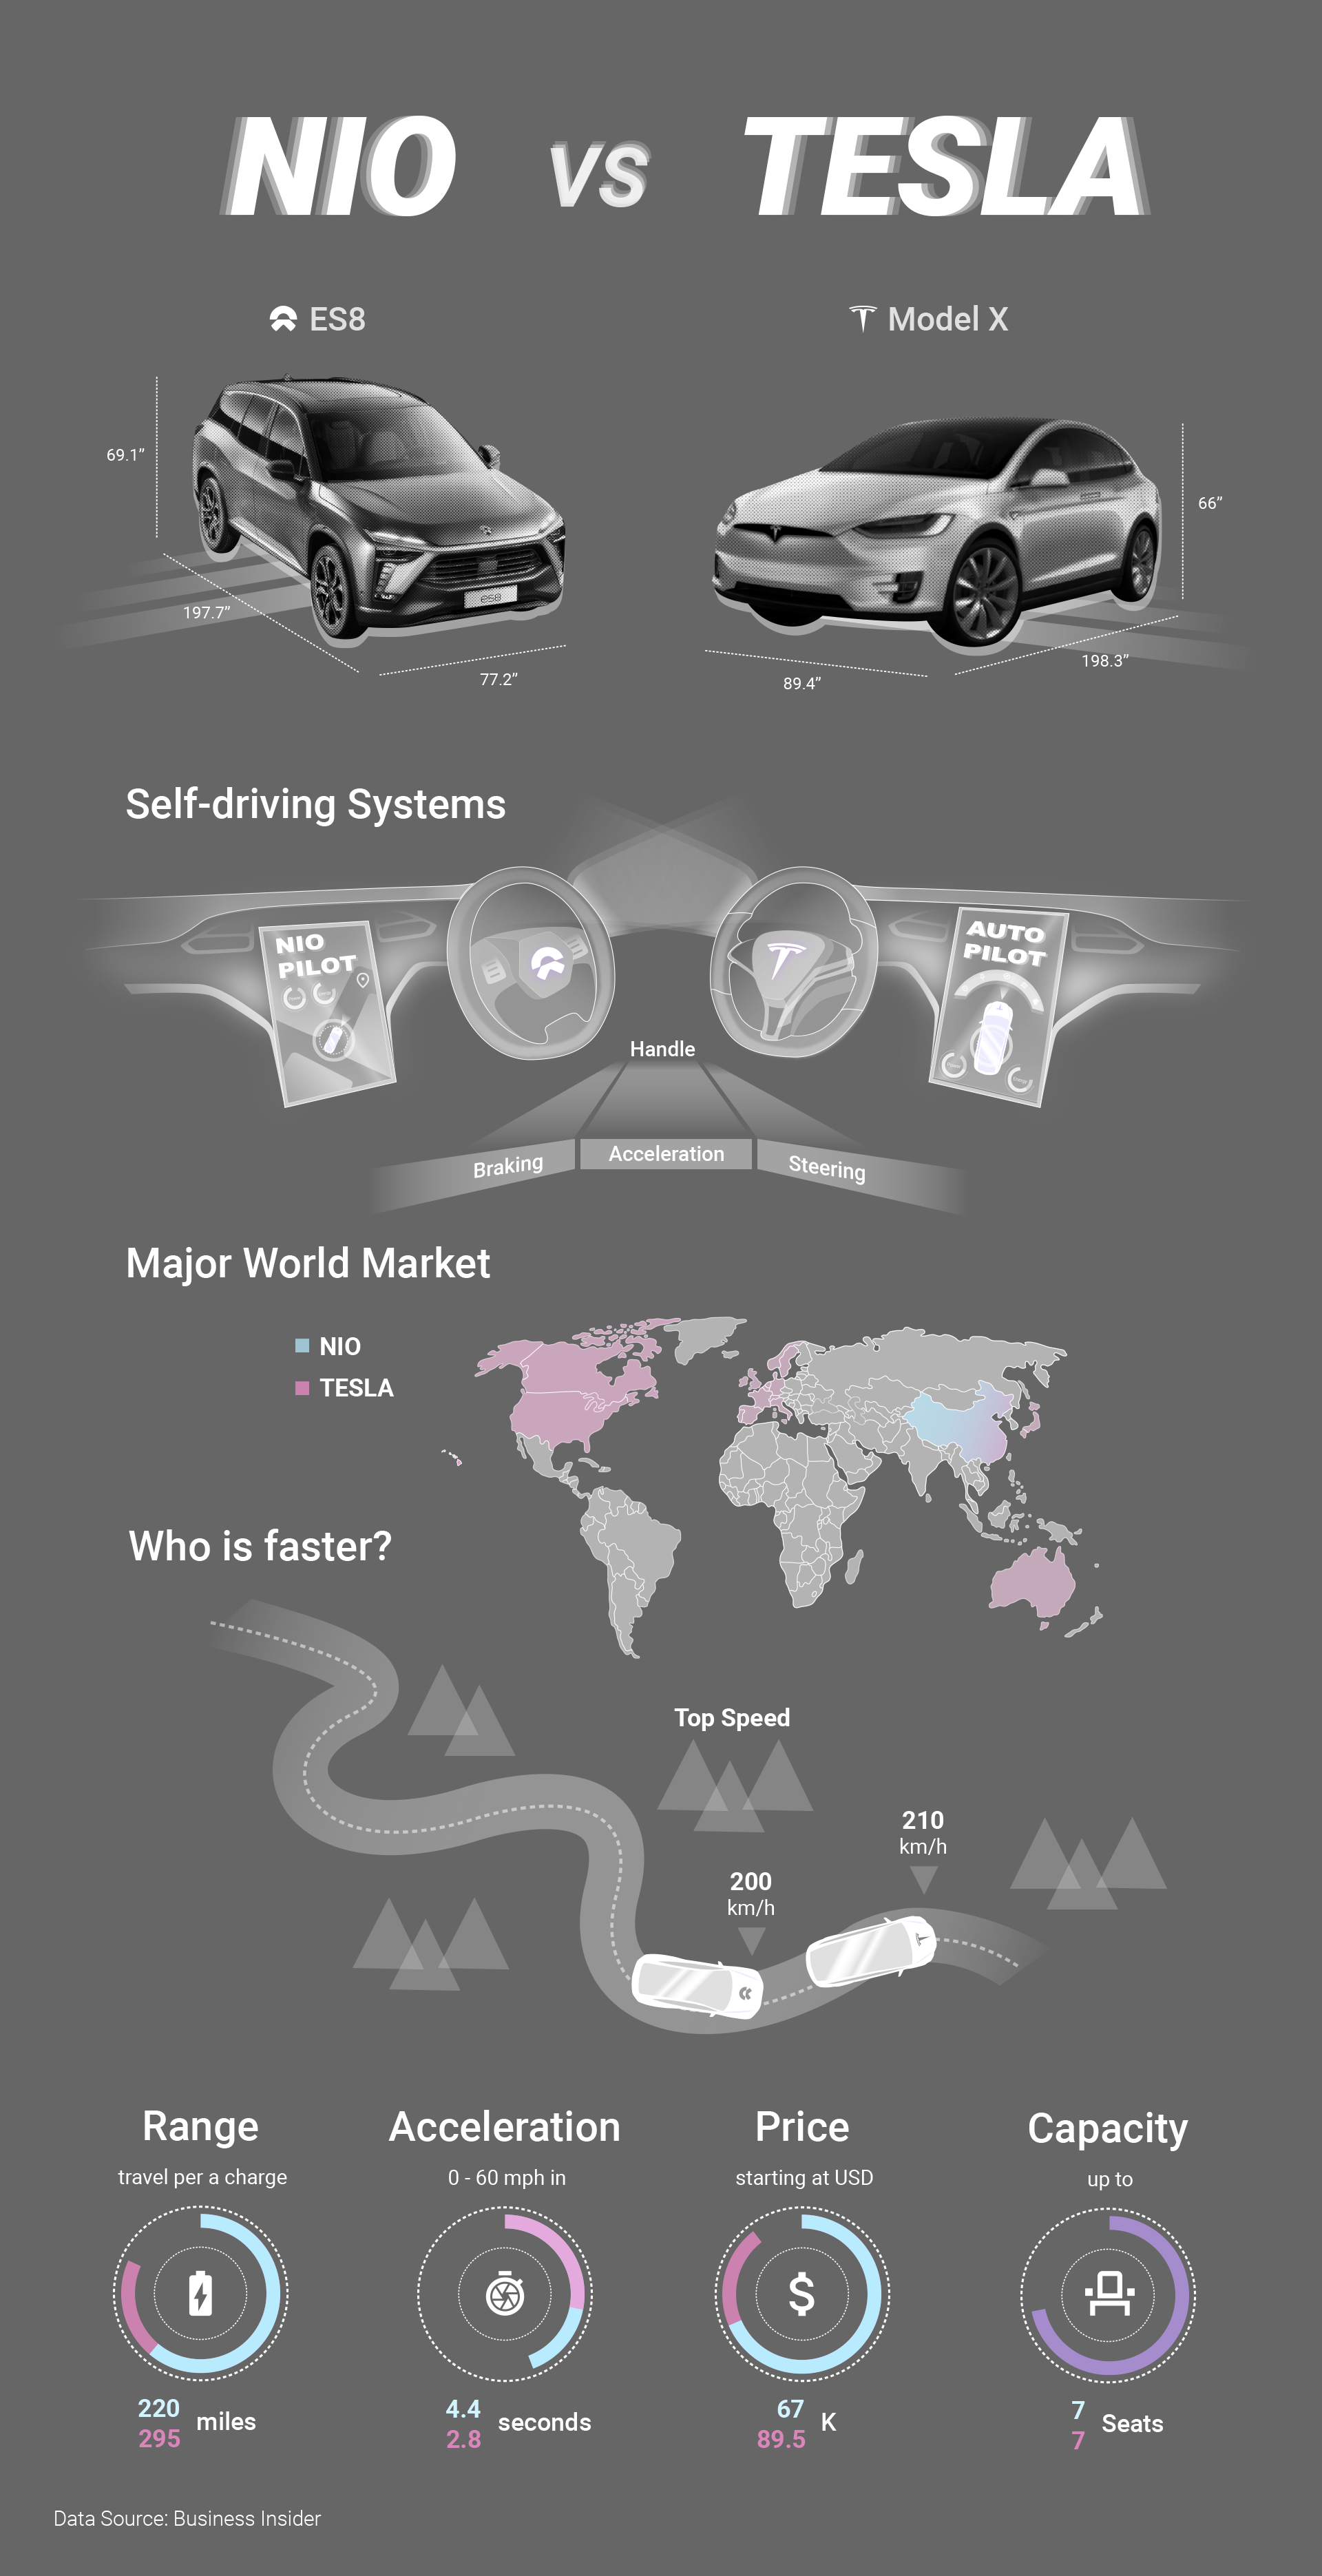 NIO VS TESLA
ES8
Model X
69.1”
197.7”
77.2”
es8
66”
198.3”
89.4”
Self-driving Systems
NIO
PILOT
AUTO
PILOT
Handle
Braking
Acceleration
Steering
Major World Market
NIO
TESLA
Who is faster?
Top Speed
210
km/h
200
km/h
Range
travel per a charge
220
295
miles
Acceleration
0 - 60 mph in
4.4
2.8
seconds
Price
starting at USD
67
89.5
K
Capacity
up to
7
7
Seats
Data Source: Business Insider